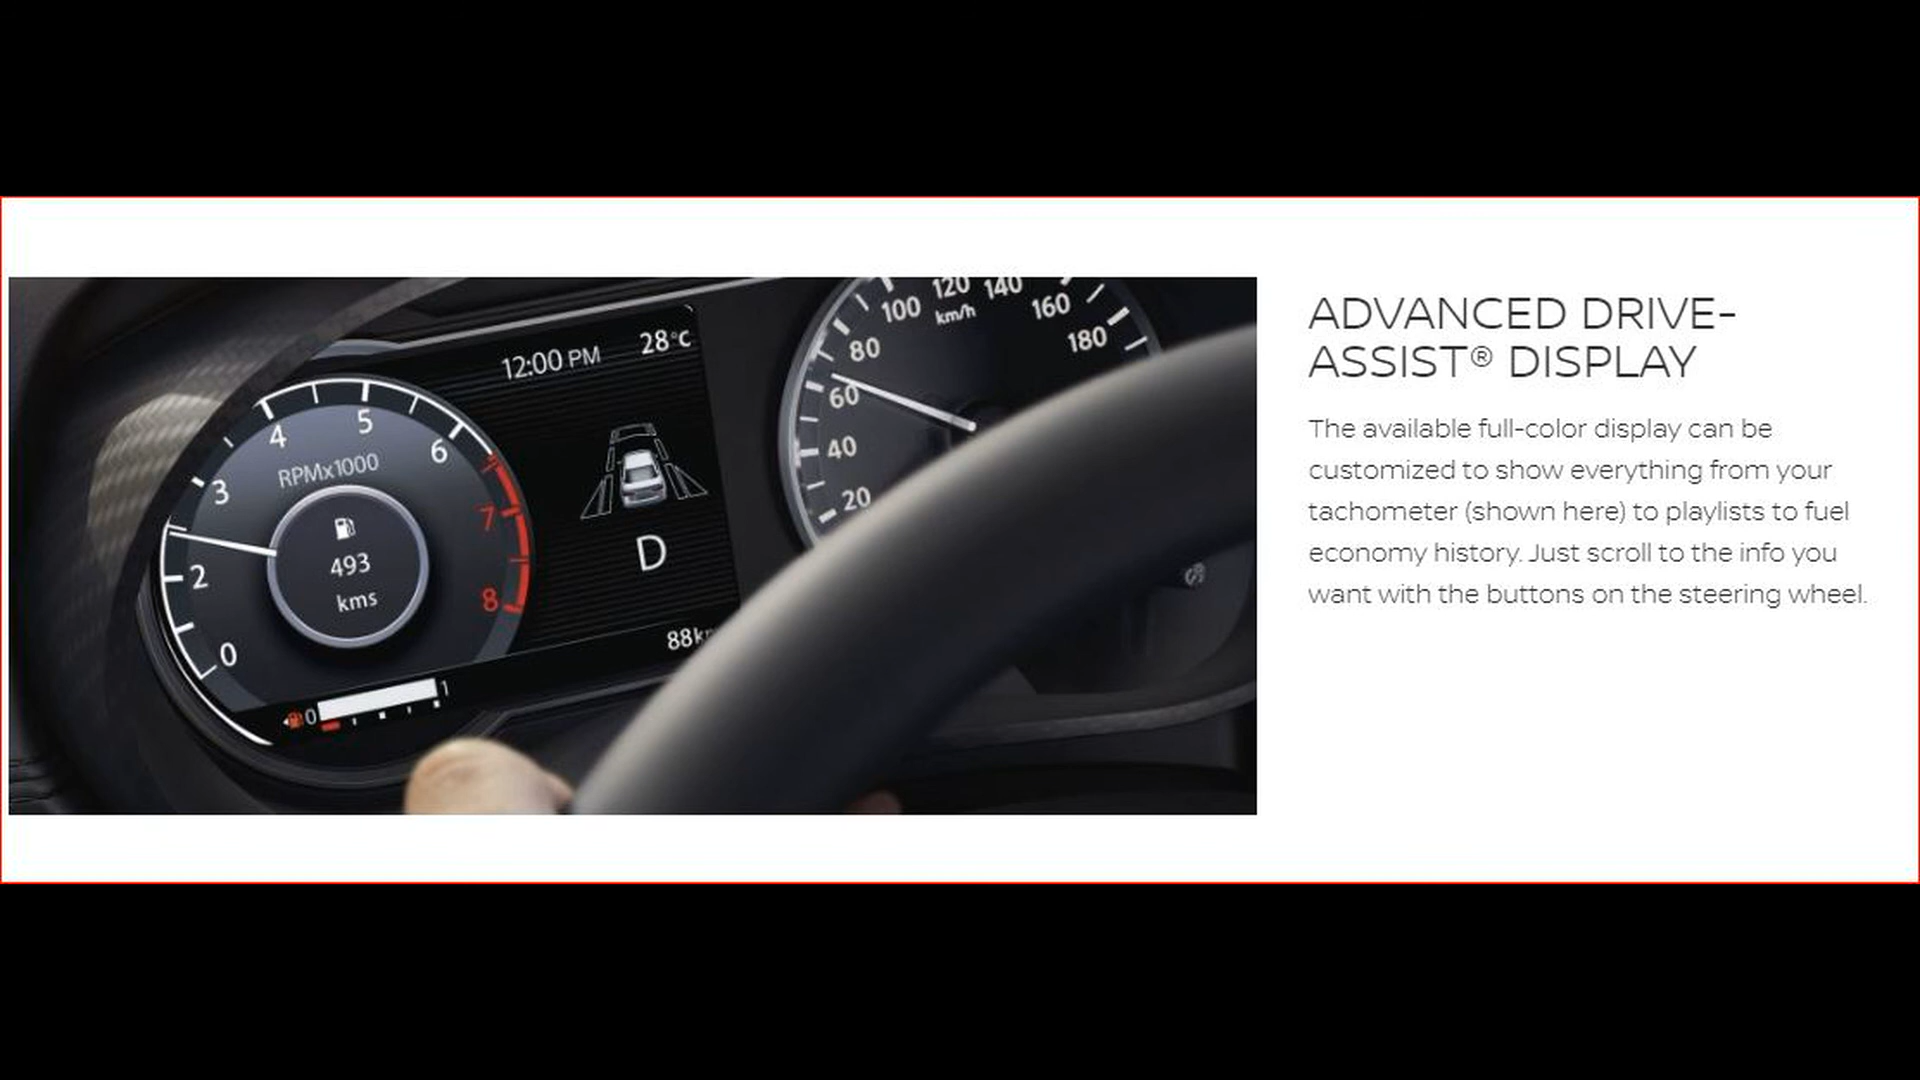 ADVANCED DRIVE-
ASSIST® DISPLAY
The available full-color display can be
customized to show everything from your
tachometer (shown here) to playlists to fuel
economy history. Just scroll to the info you
want with the buttons on the steering wheel.
12:00 PM 28°C
4 5 6
RPMx1000
3
7
2
8
0
493
kms
D
0 1
100 120 140 160 180
km/h
80
60
40
20